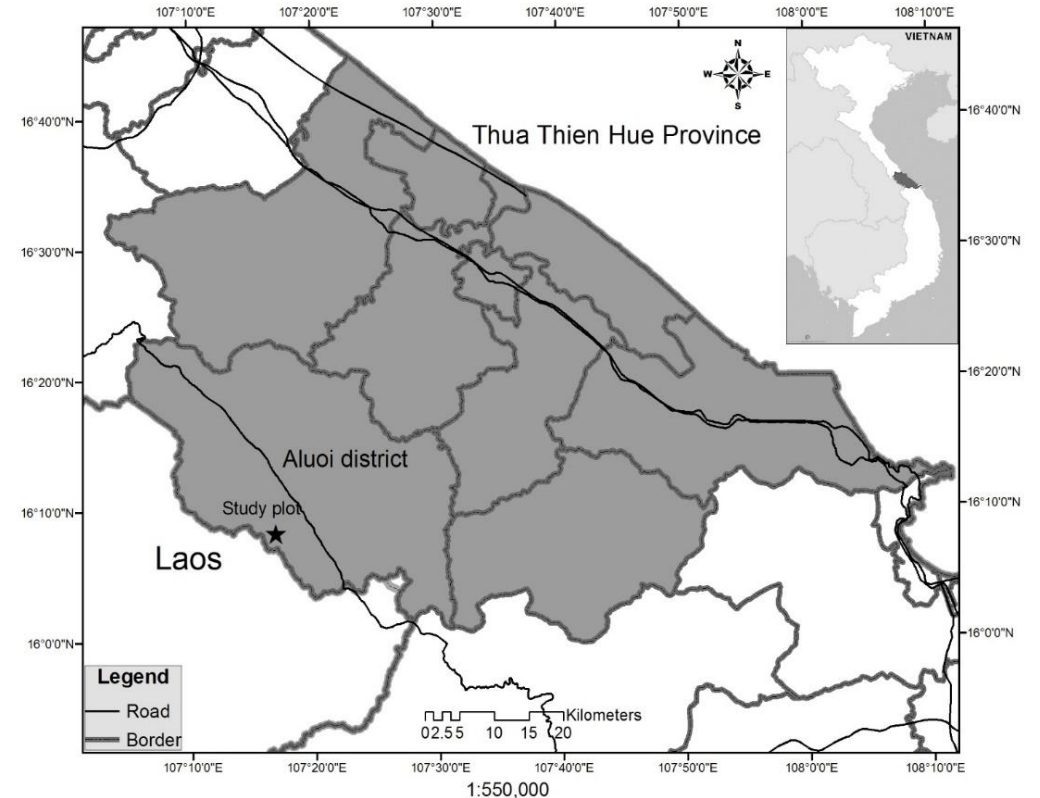 107°10'0"E 107°20'0"E 107°30'0"E 107°40'0"E 107°50'0"E 108°0'0"E 108°10'0"E
VIETNAM
N
W E
S
16°40'0"N 16°40'0"N
Thua Thien Hue Province
16°30'0"N 16°30'0"N
16°20'0"N 16°20'0"N
Aluoi district
Study plot
16°10'0"N 16°10'0"N
Laos
16°0'0"N 16°0'0"N
Legend
Road
Border
Kilometers
02.55 10 15 20
107°10'0"E 107°20'0"E 107°30'0"E 107°40'0"E 107°50'0"E 108°0'0"E 108°10'0"E
1:550,000